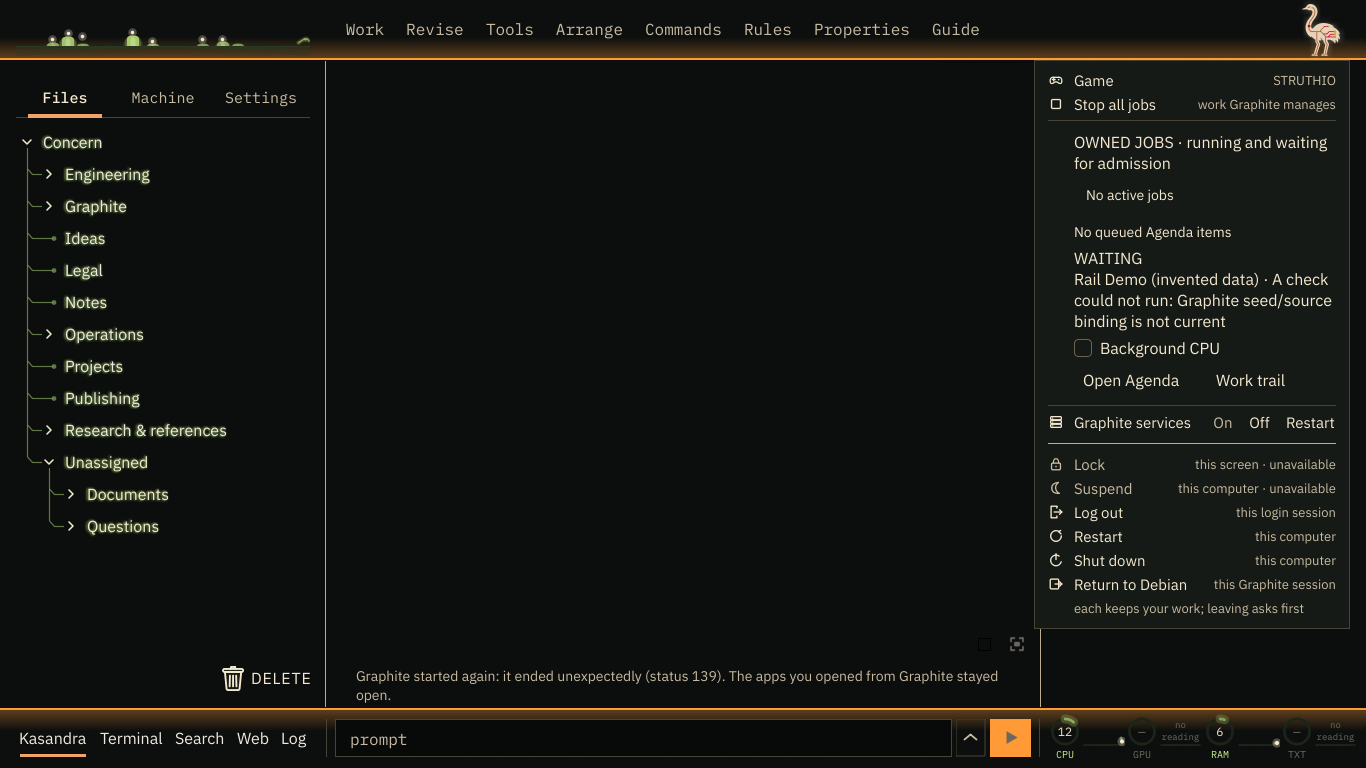 Work Revise Tools Arrange Commands Rules Properties Guide
Files Machine Settings
Concern
Engineering
Graphite
Ideas
Legal
Notes
Operations
Projects
Publishing
Research & references
Unassigned
Documents
Questions
DELETE
Graphite started again: it ended unexpectedly (status 139). The apps you opened from Graphite stayed
open.
Game STRUTHIO
Stop all jobs work Graphite manages
OWNED JOBS · running and waiting
for admission
No active jobs
No queued Agenda items
WAITING
Rail Demo (invented data) · A check
could not run: Graphite seed/source
binding is not current
Background CPU
Open Agenda Work trail
Graphite services On Off Restart
Lock this screen · unavailable
Suspend this computer · unavailable
Log out this login session
Restart this computer
Shut down this computer
Return to Debian this Graphite session
each keeps your work; leaving asks first
Kasandra Terminal Search Web Log
prompt
12 — no reading 6 — no reading
CPU GPU RAM TXT